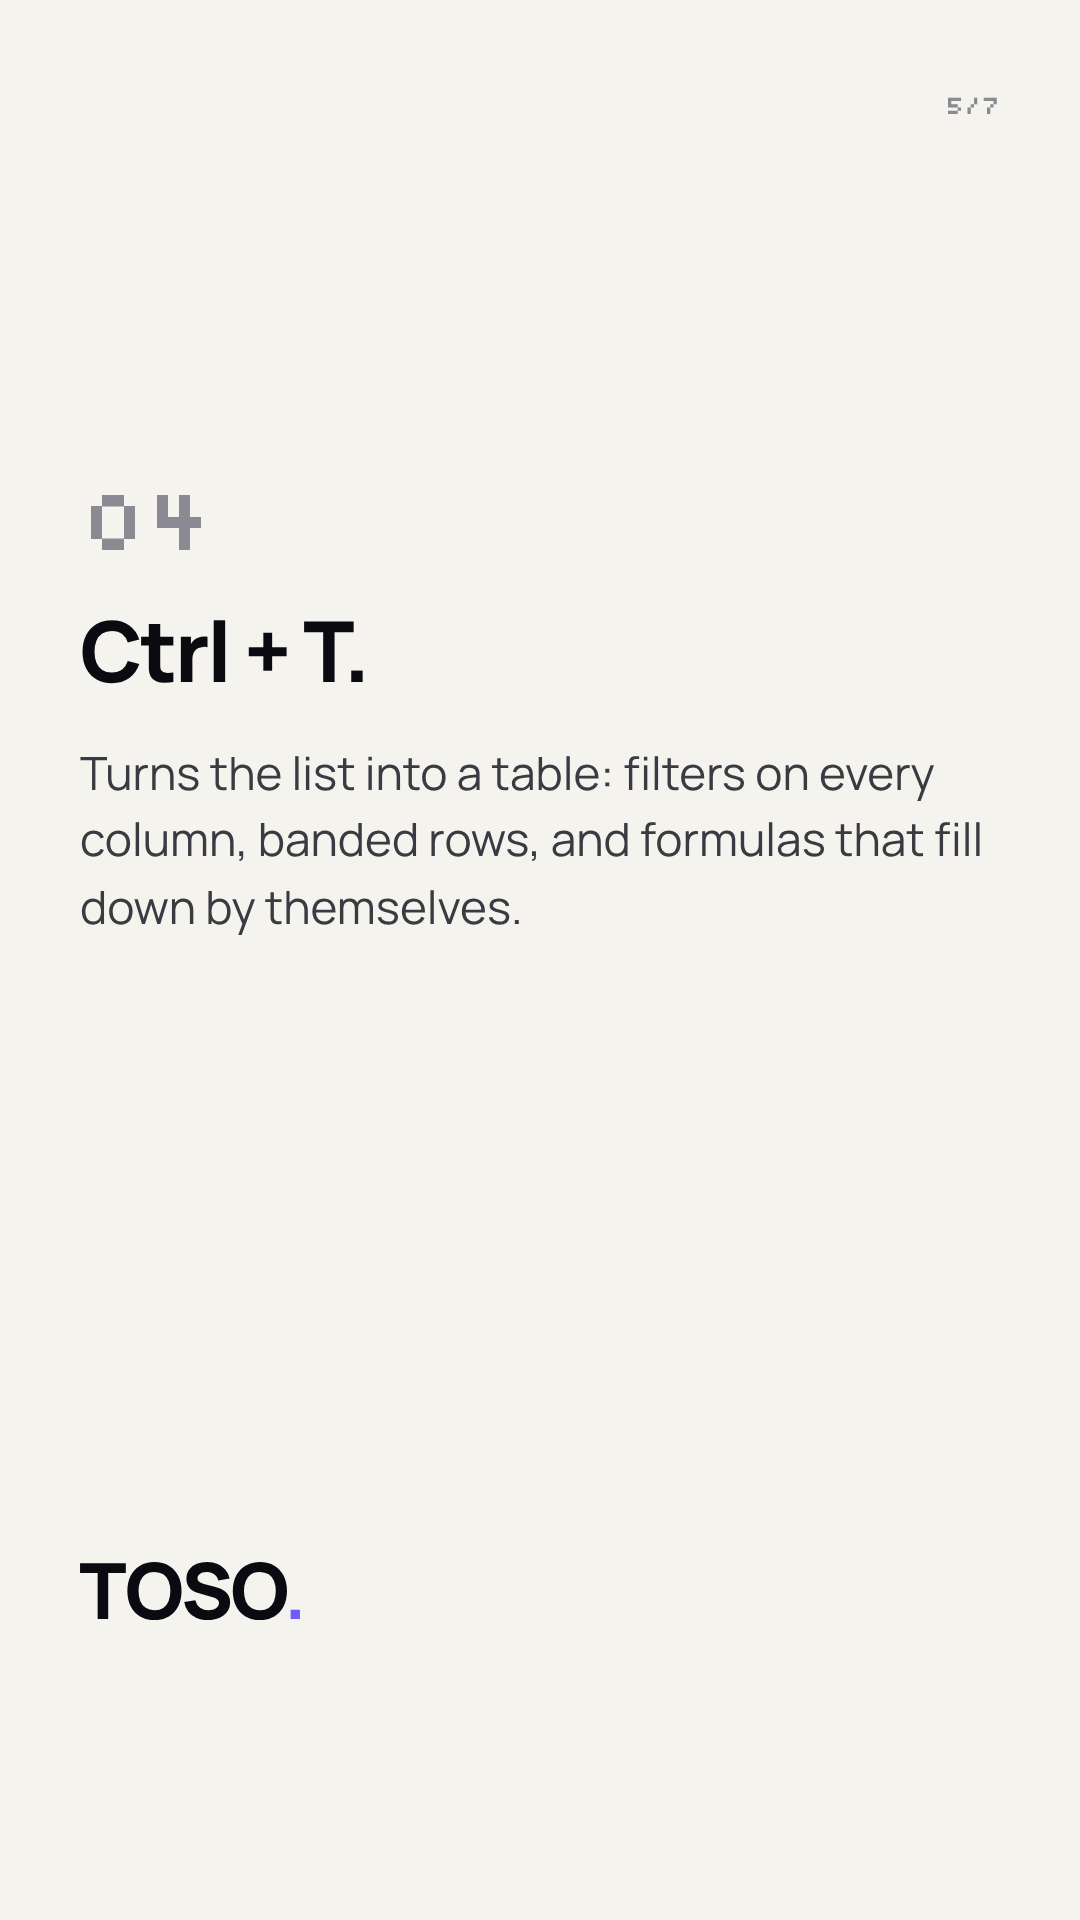 5/7
04
Ctrl + T.
Turns the list into a table: filters on every
column, banded rows, and formulas that fill
down by themselves.
TOSO.